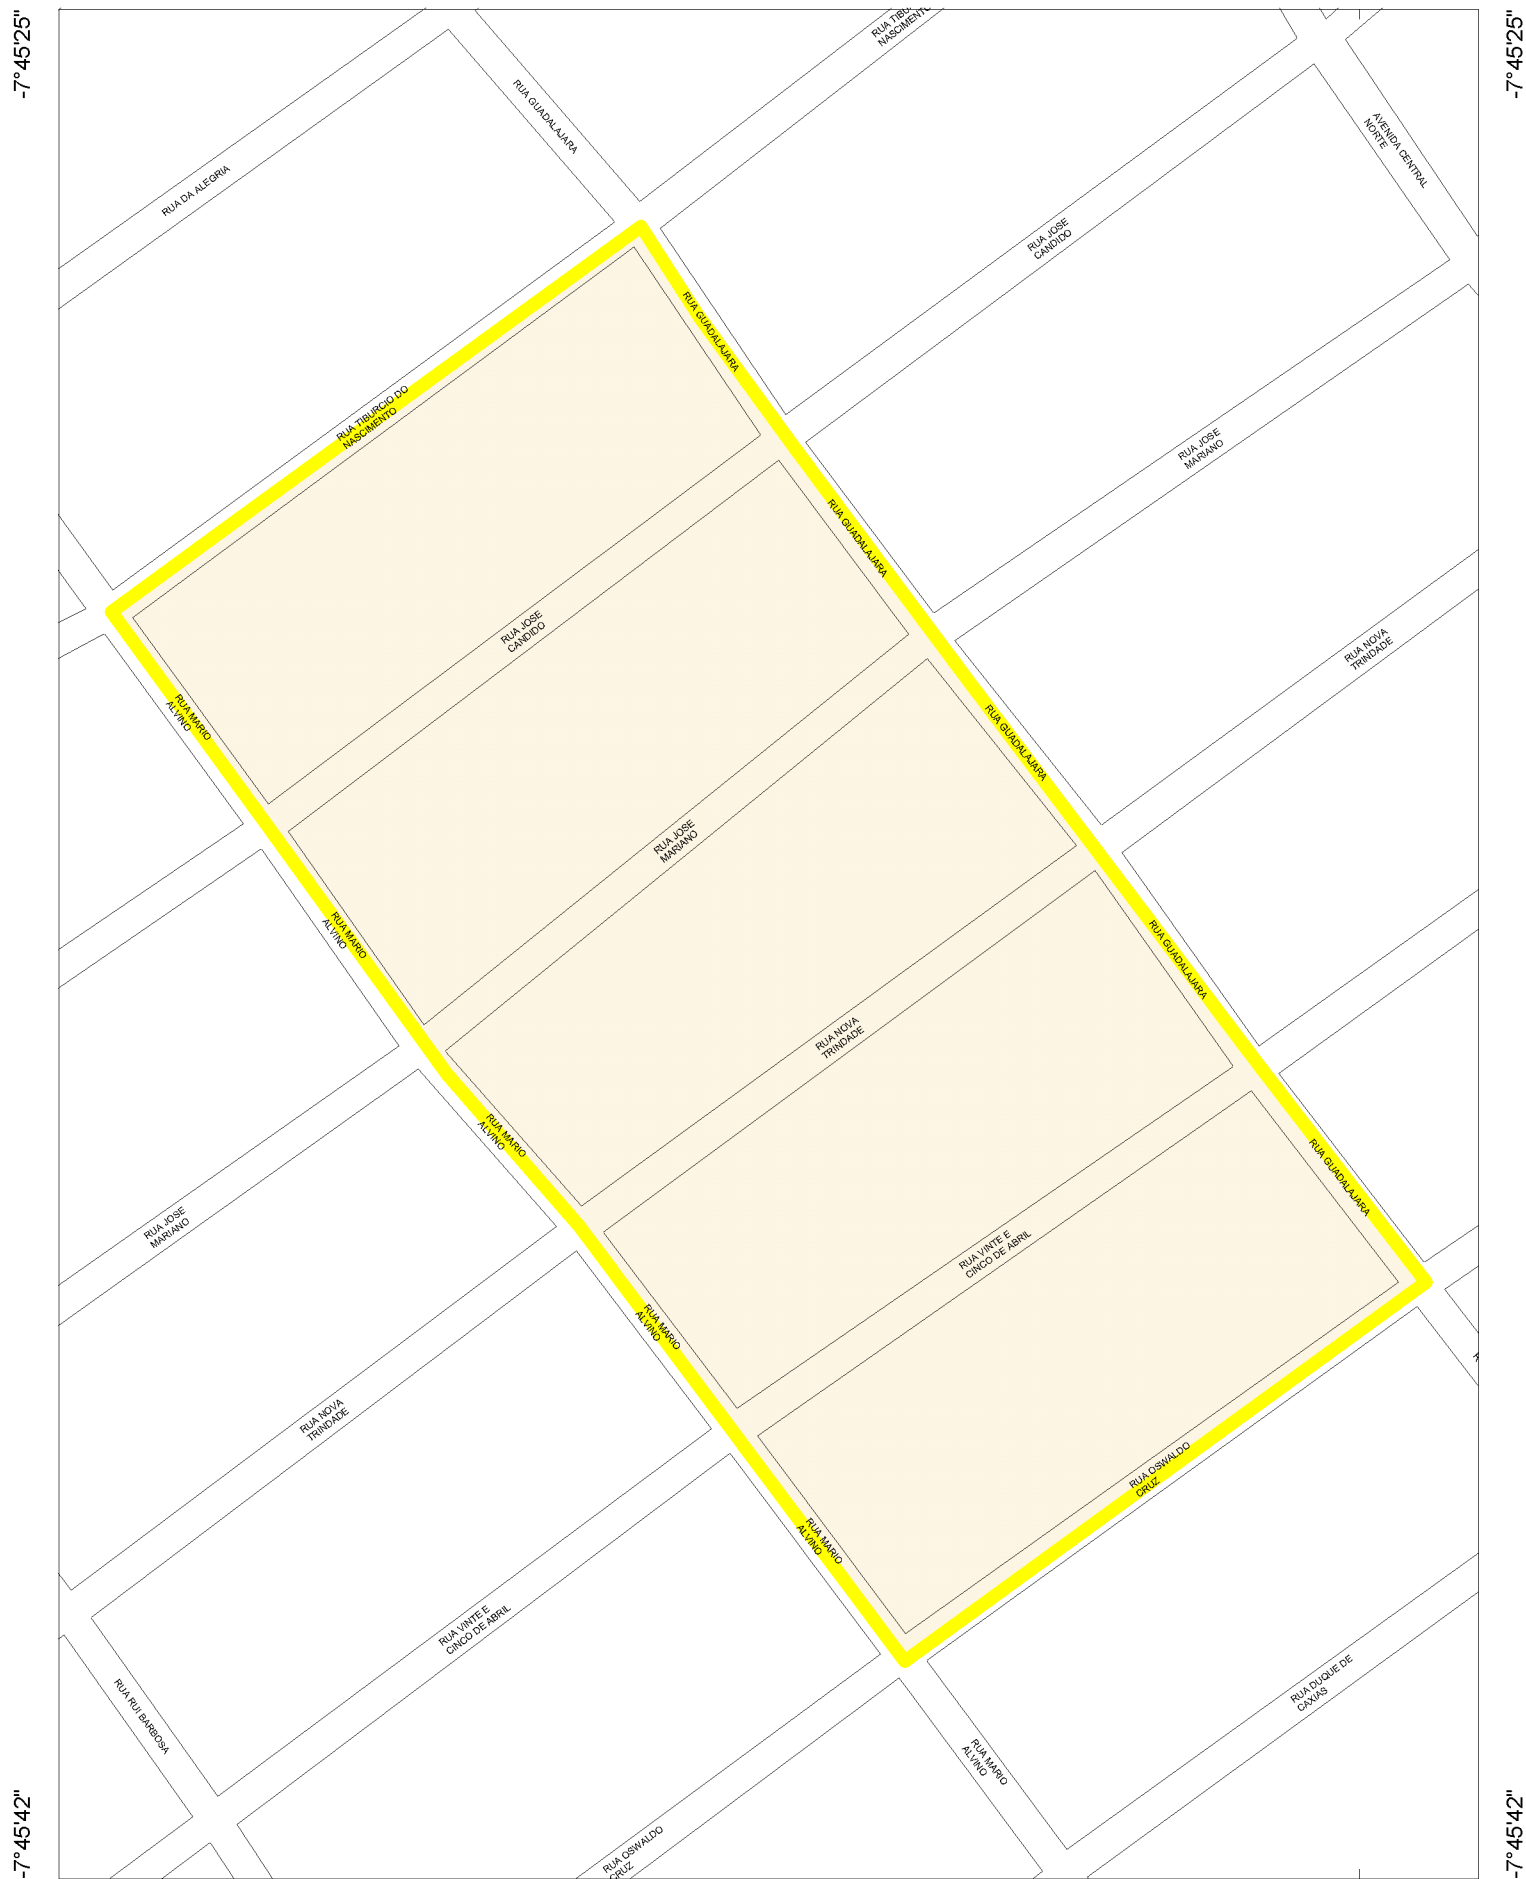 -7°45'25"
-7°45'25"
RUA TIBU
NASCIMENTO
RUA GUADALAJARA
AVENIDA CENTRAL
NORTE
RUA DA ALEGRIA
RUA JOSE
CANDIDO
RUA GUADALAJARA
RUA TIBURCIO DO
NASCIMENTO
RUA JOSE
MARIANO
RUA GUADALAJARA
RUA JOSE
CANDIDO
RUA NOVA
TRINDADE
RUA MARIO
ALVINO
RUA GUADALAJARA
RUA JOSE
MARIANO
RUA MARIO
ALVINO
RUA GUADALAJARA
RUA NOVA
TRINDADE
RUA MARIO
ALVINO
RUA GUADALAJARA
RUA JOSE
MARIANO
RUA VINTE E
CINCO DE ABRIL
RUA MARIO
ALVINO
RUA NOVA
TRINDADE
RUA OSWALDO
CRUZ
RUA MARIO
ALVINO
RUA VINTE E
CINCO DE ABRIL
RUA DUQUE DE
CAXIAS
RUA RUI BARBOSA
RUA MARIO
ALVINO
RUA OSWALDO
CRUZ
-7°45'42"
-7°45'42"